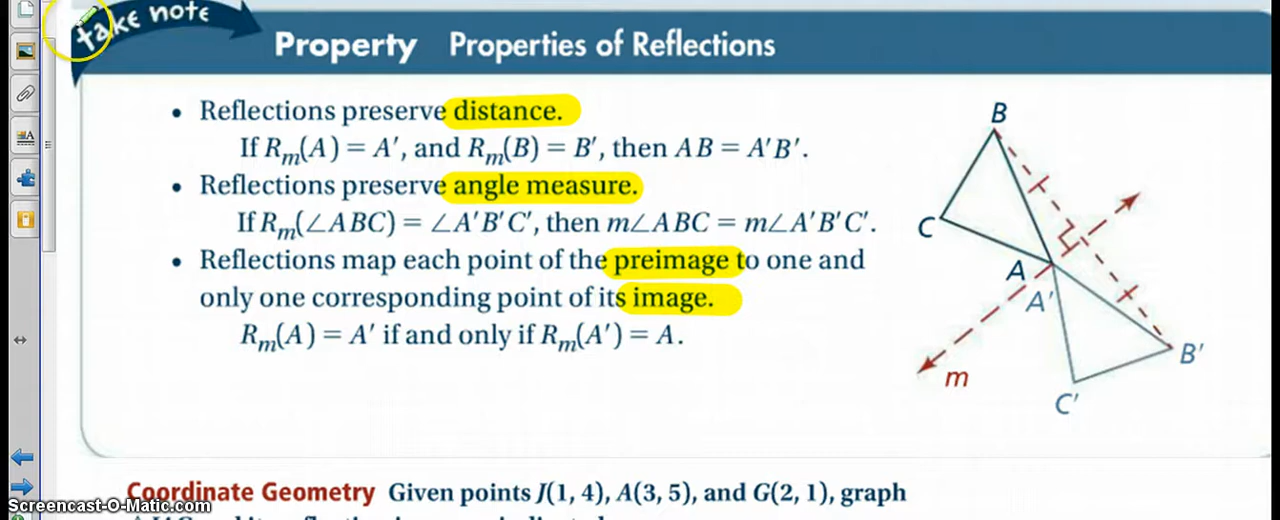 take note
Property Properties of Reflections
• Reflections preserve distance.
If Rm(A) = A′, and Rm(B) = B′, then AB = A′B′.
• Reflections preserve angle measure.
If Rm(∠ABC) = ∠A′B′C′, then m∠ABC = m∠A′B′C′.
• Reflections map each point of the preimage to one and
only one corresponding point of its image.
Rm(A) = A′ if and only if Rm(A′) = A.
B
C
A
A′
B′
m
C′
Coordinate Geometry Given points J(1, 4), A(3, 5), and G(2, 1), graph
Screencast-O-Matic.com